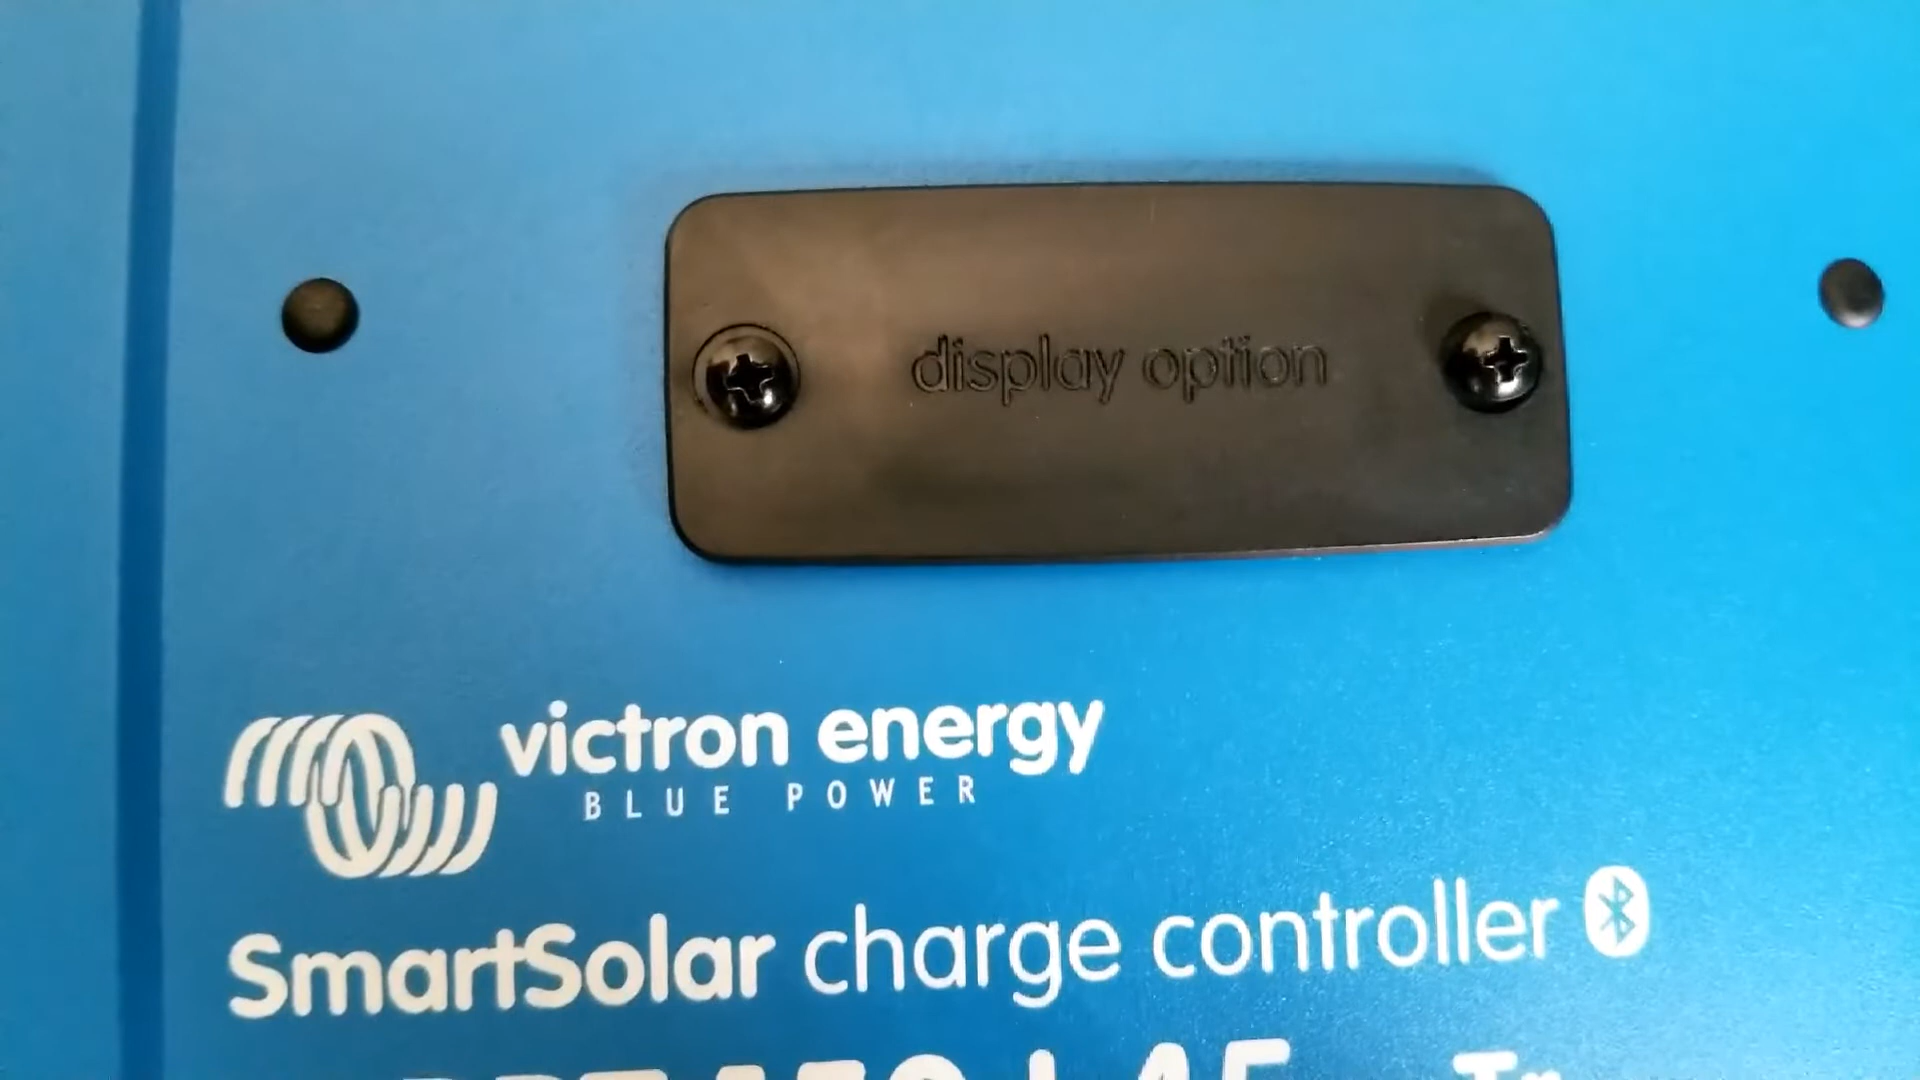 display option
victron energy
BLUE POWER
SmartSolar charge controller